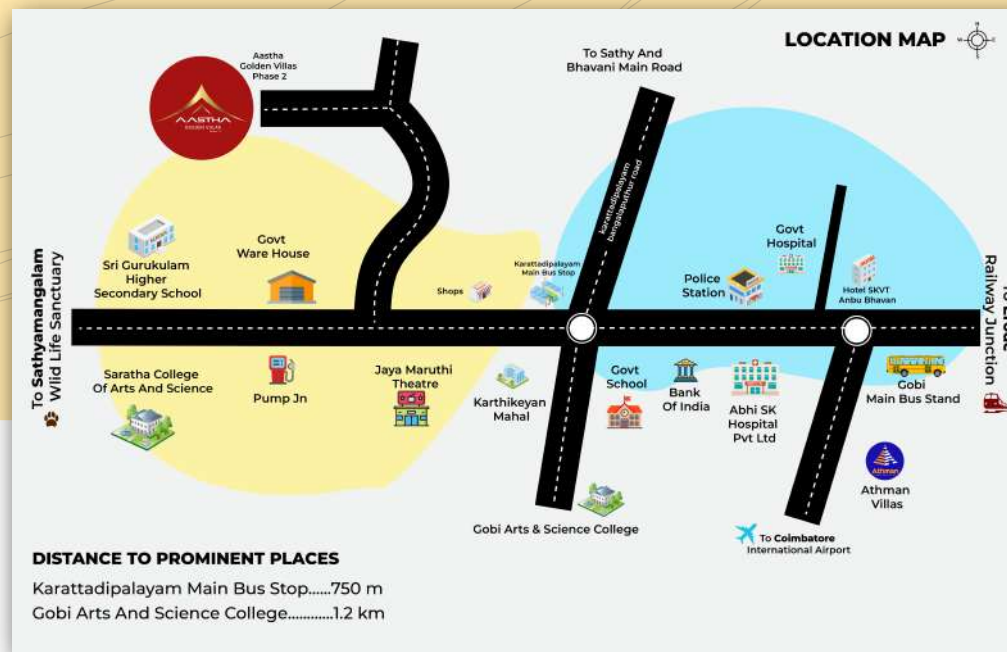 LOCATION MAP
W
E
Aastha
Golden Villas
Phase 2
AASTHA
GOLDEN VILLAS
To Sathy And
Bhavani Main Road
karattadipalayam
bangalaputhur road
Sri Gurukulam
Higher
Secondary School
Govt
Ware House
Shops
Karattadipalayam
Main Bus Stop
Police
Station
Govt
Hospital
Hotel SKVT
Anbu Bhavan
To Sathyamangalam
Wild Life Sanctuary
Railway Junction
Saratha College
Of Arts And Science
Pump Jn
Jaya Maruthi
Theatre
Karthikeyan
Mahal
Govt
School
Bank
Of India
Abhi SK
Hospital
Pvt Ltd
Gobi
Main Bus Stand
Athman
Athman
Villas
Gobi Arts & Science College
To Coimbatore
International Airport
DISTANCE TO PROMINENT PLACES
Karattadipalayam Main Bus Stop......750 m
Gobi Arts And Science College............1.2 km